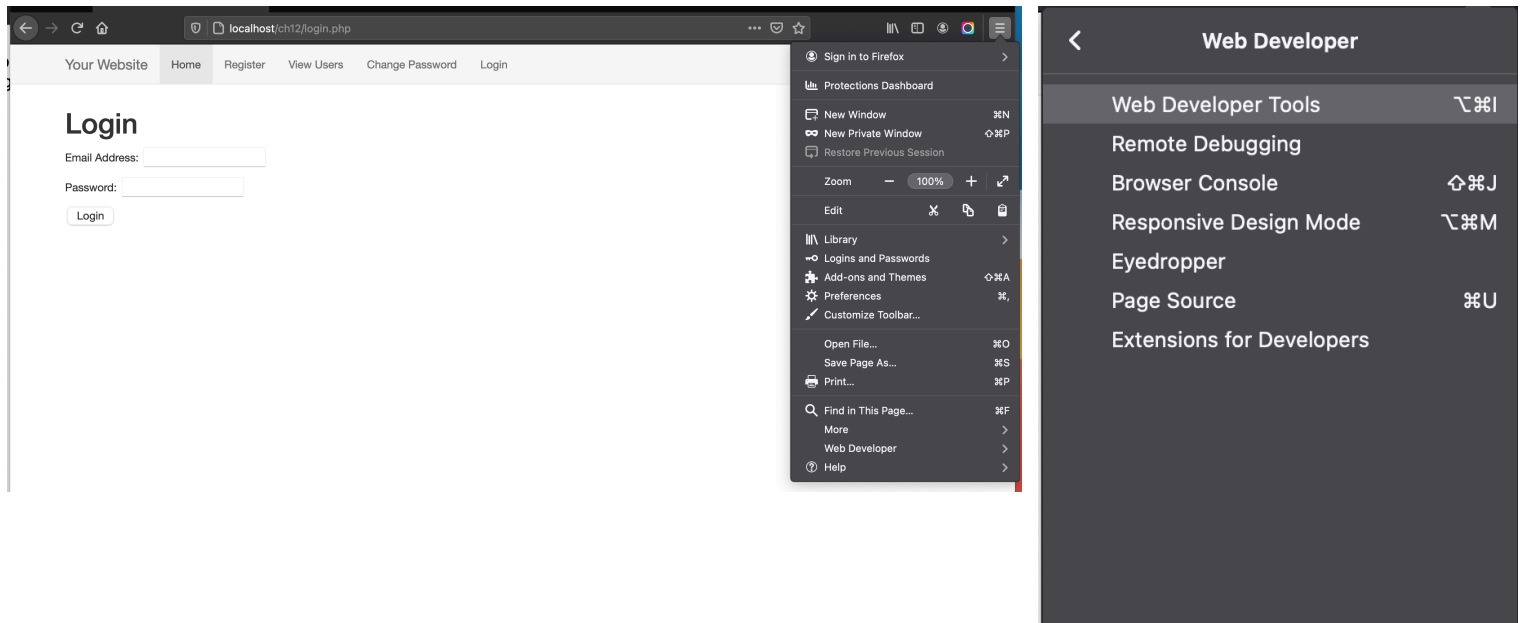 localhost/ch12/login.php
Your Website Home Register View Users Change Password Login
Login
Email Address:
Password:
Login
Sign in to Firefox
Protections Dashboard
New Window ⌘N
New Private Window ⇧⌘P
Restore Previous Session
Zoom − 100% +
Edit
Library
Logins and Passwords
Add-ons and Themes ⇧⌘A
Preferences ⌘,
Customize Toolbar...
Open File... ⌘O
Save Page As... ⌘S
Print... ⌘P
Find in This Page... ⌘F
More
Web Developer
Help
Web Developer
Web Developer Tools ⌥⌘I
Remote Debugging
Browser Console ⇧⌘J
Responsive Design Mode ⌥⌘M
Eyedropper
Page Source ⌘U
Extensions for Developers